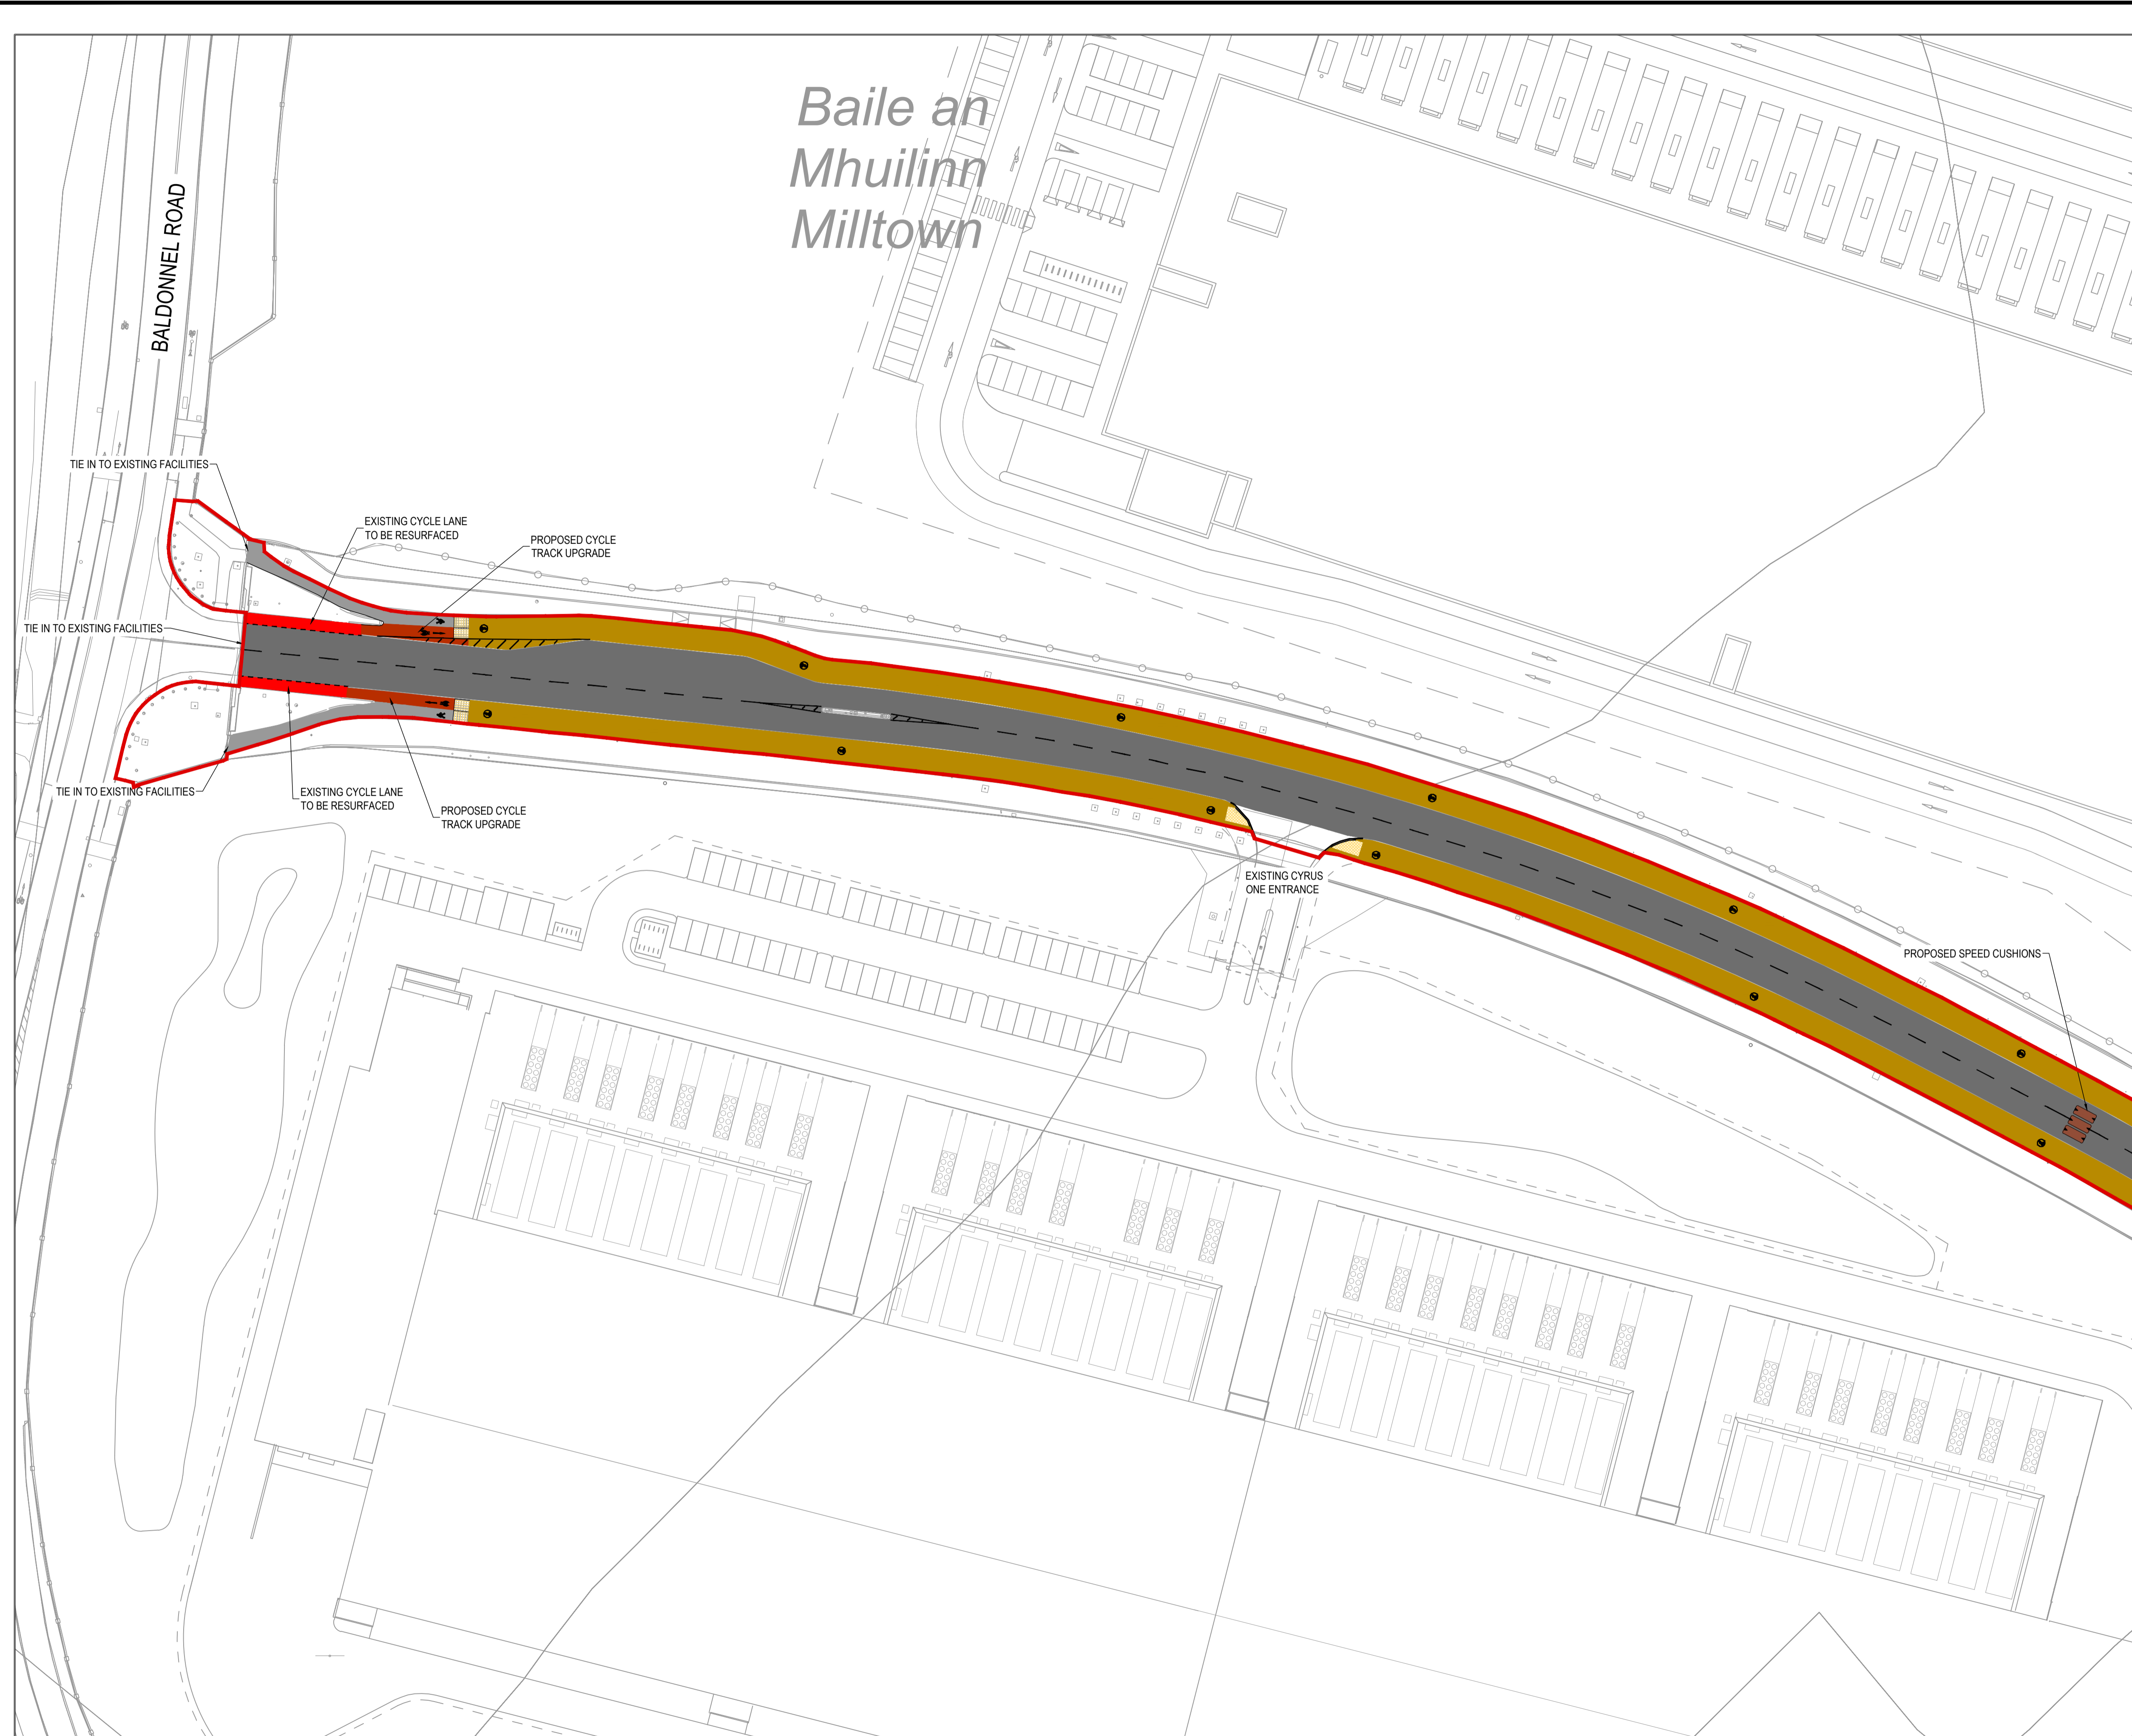 Baile an
Mhuilinn
Milltown
BALDONNEL ROAD
TIE IN TO EXISTING FACILITIES
EXISTING CYCLE LANE
TO BE RESURFACED
PROPOSED CYCLE
TRACK UPGRADE
TIE IN TO EXISTING FACILITIES
TIE IN TO EXISTING FACILITIES
EXISTING CYCLE LANE
TO BE RESURFACED
PROPOSED CYCLE
TRACK UPGRADE
EXISTING CYRUS
ONE ENTRANCE
PROPOSED SPEED CUSHIONS